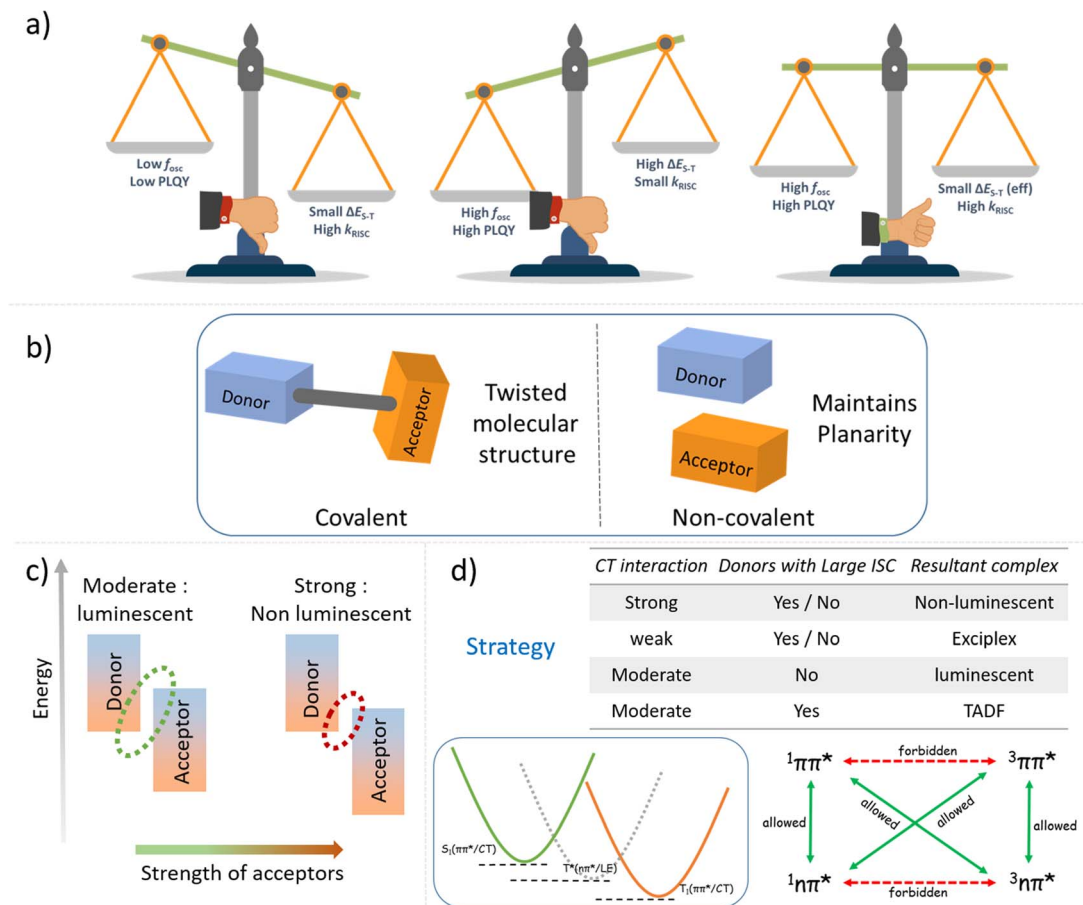 a)
Low fosc
Low PLQY
Small ΔES-T
High kRISC
High fosc
High PLQY
High ΔES-T
Small kRISC
High fosc
High PLQY
Small ΔES-T (eff)
High kRISC
b)
Donor
Acceptor
Twisted
molecular
structure
Covalent
Donor
Acceptor
Maintains
Planarity
Non-covalent
c)
Energy
Moderate :
luminescent
Donor
Acceptor
Strong :
Non luminescent
Donor
Acceptor
Strength of acceptors
d)
Strategy
CT interaction Donors with Large ISC Resultant complex
Strong Yes / No Non-luminescent
weak Yes / No Exciplex
Moderate No luminescent
Moderate Yes TADF
S1(ππ*/CT)
T*(nπ*/LE)
T1(ππ*/CT)
1ππ* forbidden 3ππ*
allowed allowed allowed allowed
1nπ* forbidden 3nπ*